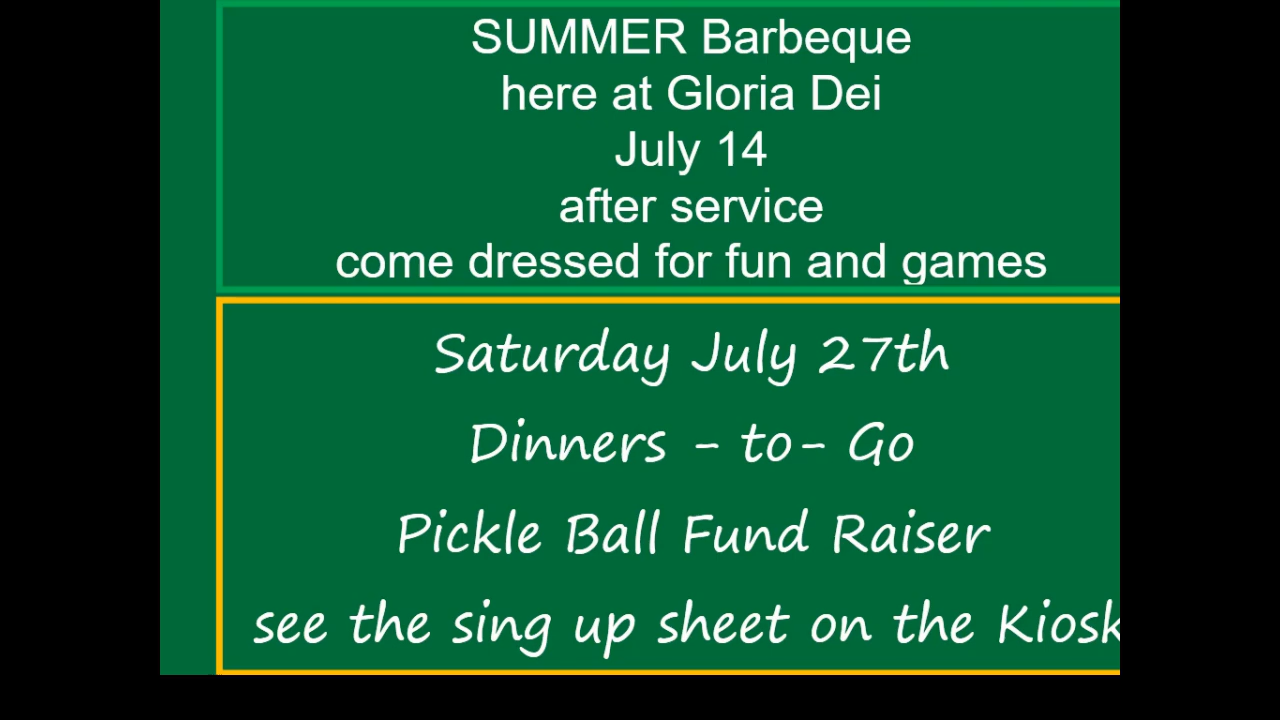 SUMMER Barbeque
here at Gloria Dei
July 14
after service
come dressed for fun and games
Saturday July 27th
Dinners - to- Go
Pickle Ball Fund Raiser
see the sing up sheet on the Kiosk